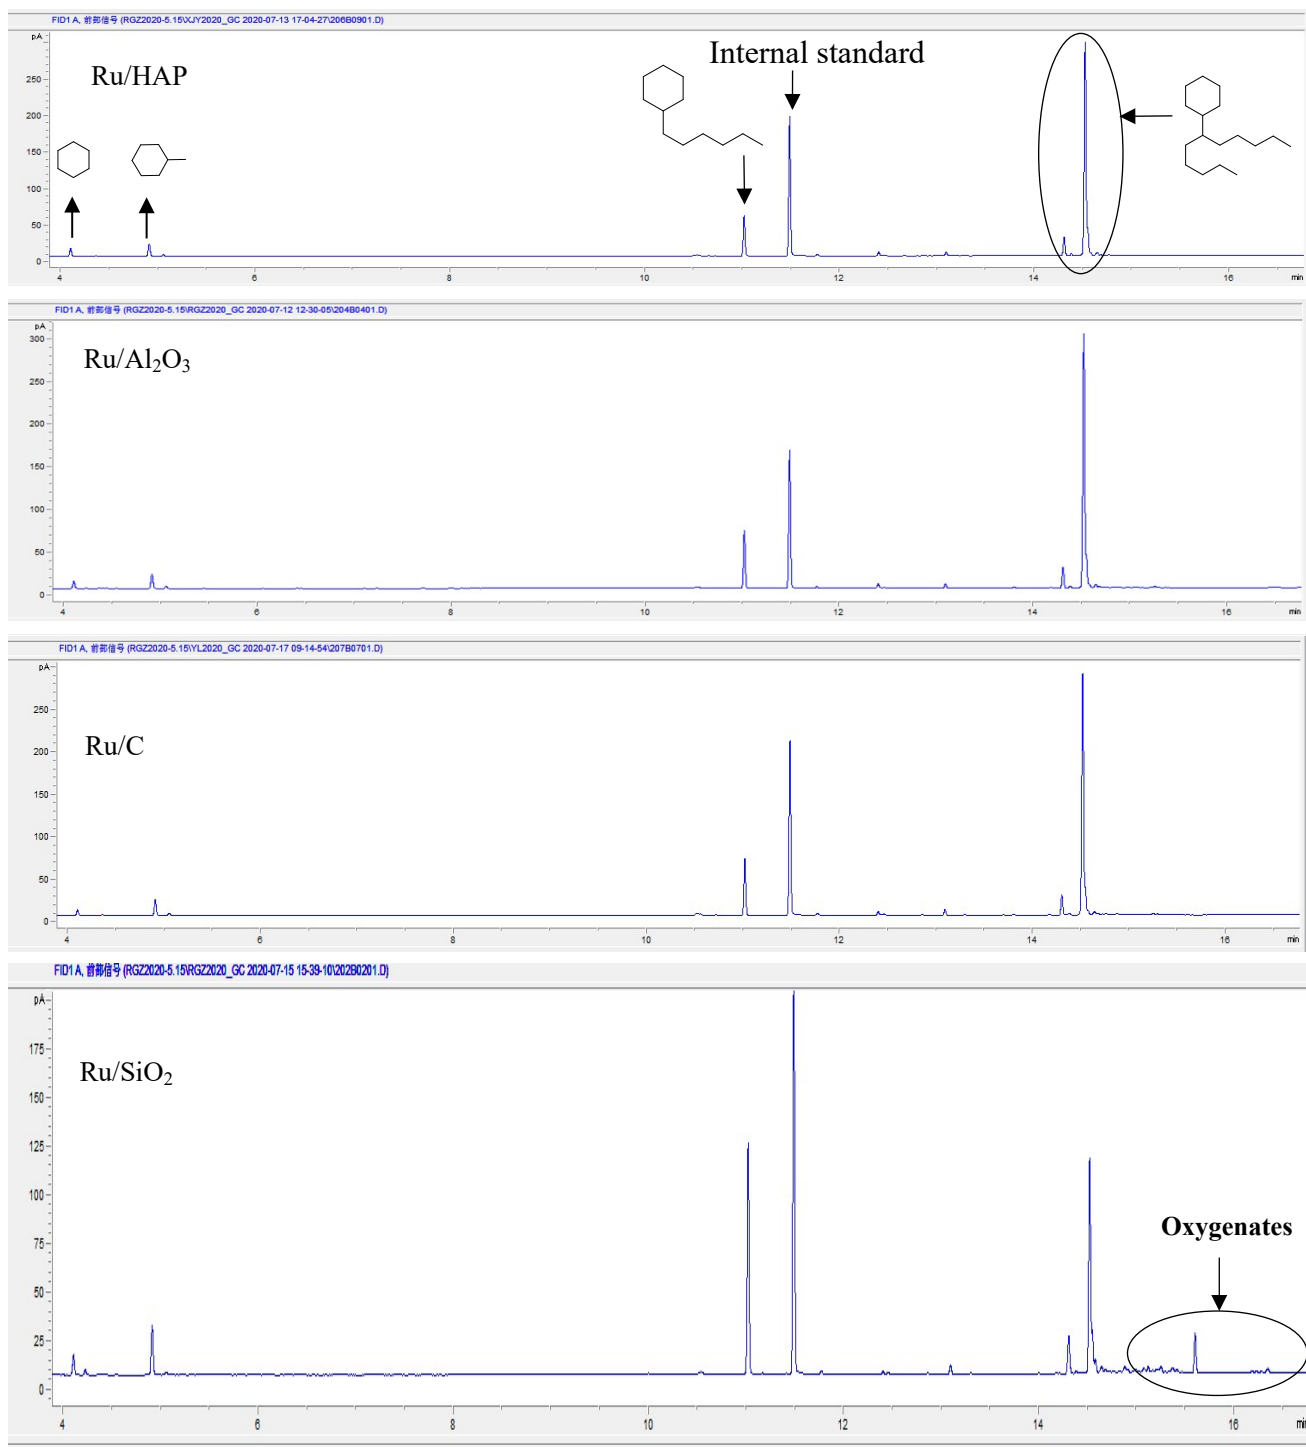 FID1 A, 前部信号 (RGZ2020-5.15\XJY2020_GC 2020-07-13 17-04-27\206B0901.D)
pA
Ru/HAP
Internal standard
250
200
150
100
50
0
4 6 8 10 12 14 16 min
FID1 A, 前部信号 (RGZ2020-5.15\RGZ2020_GC 2020-07-12 12-30-05\204B0401.D)
pA
Ru/Al2O3
300
250
200
150
100
50
0
4 6 8 10 12 14 16 min
FID1 A, 前部信号 (RGZ2020-5.15\YL2020_GC 2020-07-17 09-14-54\207B0701.D)
pA
Ru/C
250
200
150
100
50
0
4 6 8 10 12 14 16 min
FID1 A, 前部信号 (RGZ2020-5.15\RGZ2020_GC 2020-07-15 15-39-10\202B0201.D)
pA
Ru/SiO2
175
150
125
100
75
50
25
0
Oxygenates
4 6 8 10 12 14 16 min